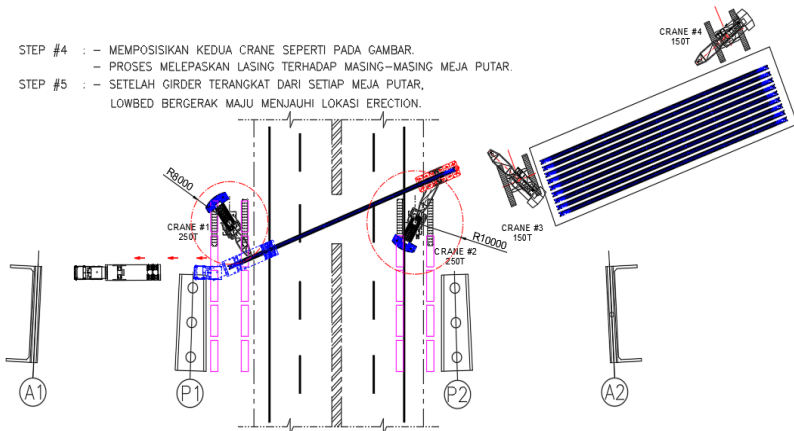 STEP #4 : – MEMPOSISIKAN KEDUA CRANE SEPERTI PADA GAMBAR.
– PROSES MELEPASKAN LASING TERHADAP MASING–MASING MEJA PUTAR.
STEP #5 : – SETELAH GIRDER TERANGKAT DARI SETIAP MEJA PUTAR,
LOWBED BERGERAK MAJU MENJAUHI LOKASI ERECTION.
CRANE #4
150T
R8000
CRANE #1
250T
CRANE #3
150T
R10000
CRANE #2
250T
A1
P1
P2
A2